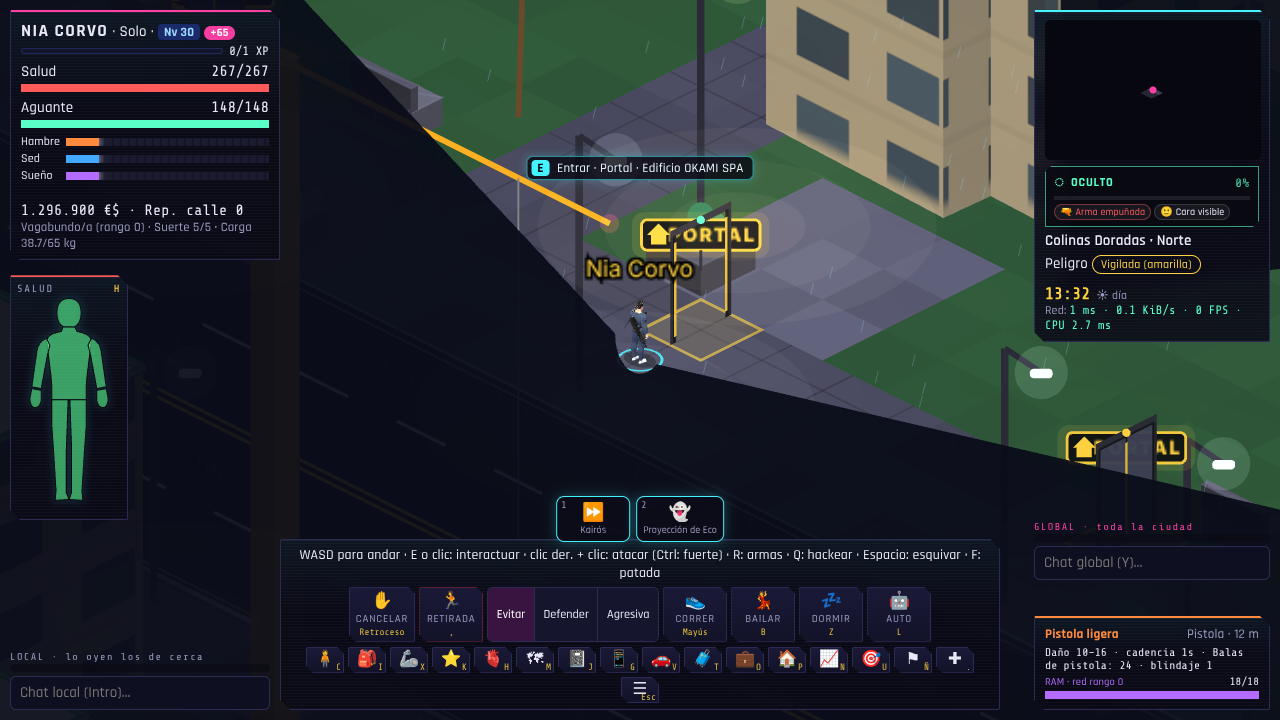 NIA CORVO · Solo · Nv 30 +65
0/1 XP
Salud 267/267
Aguante 148/148
Hambre
Sed
Sueño
1.296.900 €$ · Rep. calle 0
Vagabundo/a (rango 0) · Suerte 5/5 · Carga
38.7/65 kg
SALUD H
E Entrar · Portal · Edificio OKAMI SPA
PORTAL
Nia Corvo
OCULTO 0%
Arma empuñada Cara visible
Colinas Doradas · Norte
Peligro Vigilada (amarilla)
13:32 día
Red: 1 ms · 0.1 KiB/s · 0 FPS ·
CPU 2.7 ms
1 Kairós
2 Proyección de Eco
WASD para andar · E o clic: interactuar · clic der. + clic: atacar (Ctrl: fuerte) · R: armas · Q: hackear · Espacio: esquivar · F:
patada
CANCELAR Retroceso
RETIRADA ,
Evitar Defender Agresiva
CORRER Mayús
BAILAR B
DORMIR Z
AUTO L
C I X K H M J G V T O P N U Ñ .
Esc
LOCAL · lo oyen los de cerca
Chat local (Intro)...
GLOBAL · toda la ciudad
Chat global (Y)...
Pistola ligera Pistola · 12 m
Daño 10-16 · cadencia 1s · Balas
de pistola: 24 · blindaje 1
RAM · red rango 0 18/18